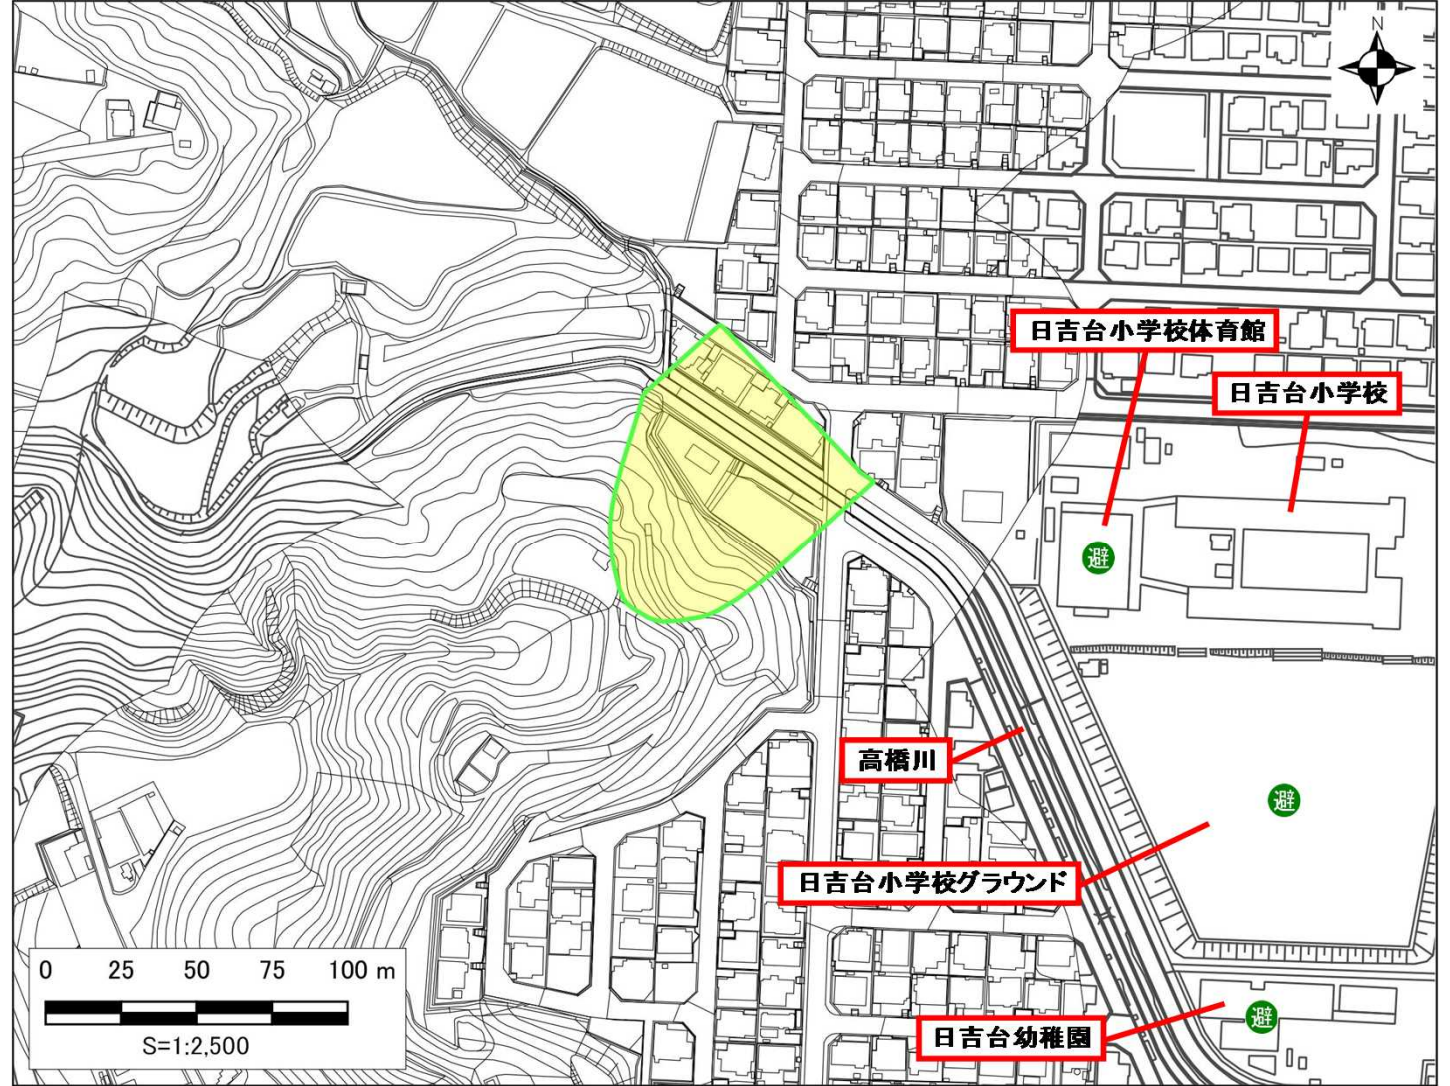 N
日吉台小学校体育館
日吉台小学校
避
高橋川
避
日吉台小学校グラウンド
0 25 50 75 100 m
S=1:2,500
避
日吉台幼稚園